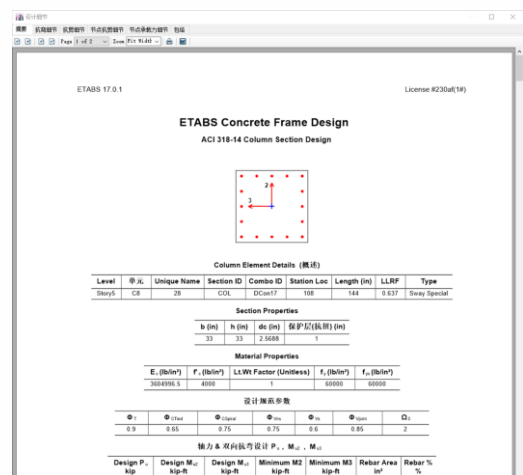 设计细节
摘要 抗弯细节 抗剪细节 节点抗剪细节 节点承载力细节 包络
Page 1 of 2 Zoom Fit Width
ETABS 17.0.1 License #230af(1#)
ETABS Concrete Frame Design
ACI 318-14 Column Section Design
2
3
Column Element Details (概述)
Level 单元 Unique Name Section ID Combo ID Station Loc Length (in) LLRF Type
Story5 C8 28 COL DCon17 108 144 0.637 Sway Special
Section Properties
b (in) h (in) dc (in) 保护层(抗扭) (in)
33 33 2.5688 1
Material Properties
Ec (lb/in²) f'c (lb/in²) Lt.Wt Factor (Unitless) fy (lb/in²) fys (lb/in²)
3604996.5 4000 1 60000 60000
设计规范参数
ΦT ΦCTied ΦCSpiral ΦVns ΦVs ΦVjoint Ω0
0.9 0.65 0.75 0.75 0.6 0.85 2
轴力 & 双向抗弯设计 Pu , Mu2 , Mu3
Design Pu Design Mu2 Design Mu3 Minimum M2 Minimum M3 Rebar Area Rebar %
kip kip-ft kip-ft kip-ft kip-ft in² %